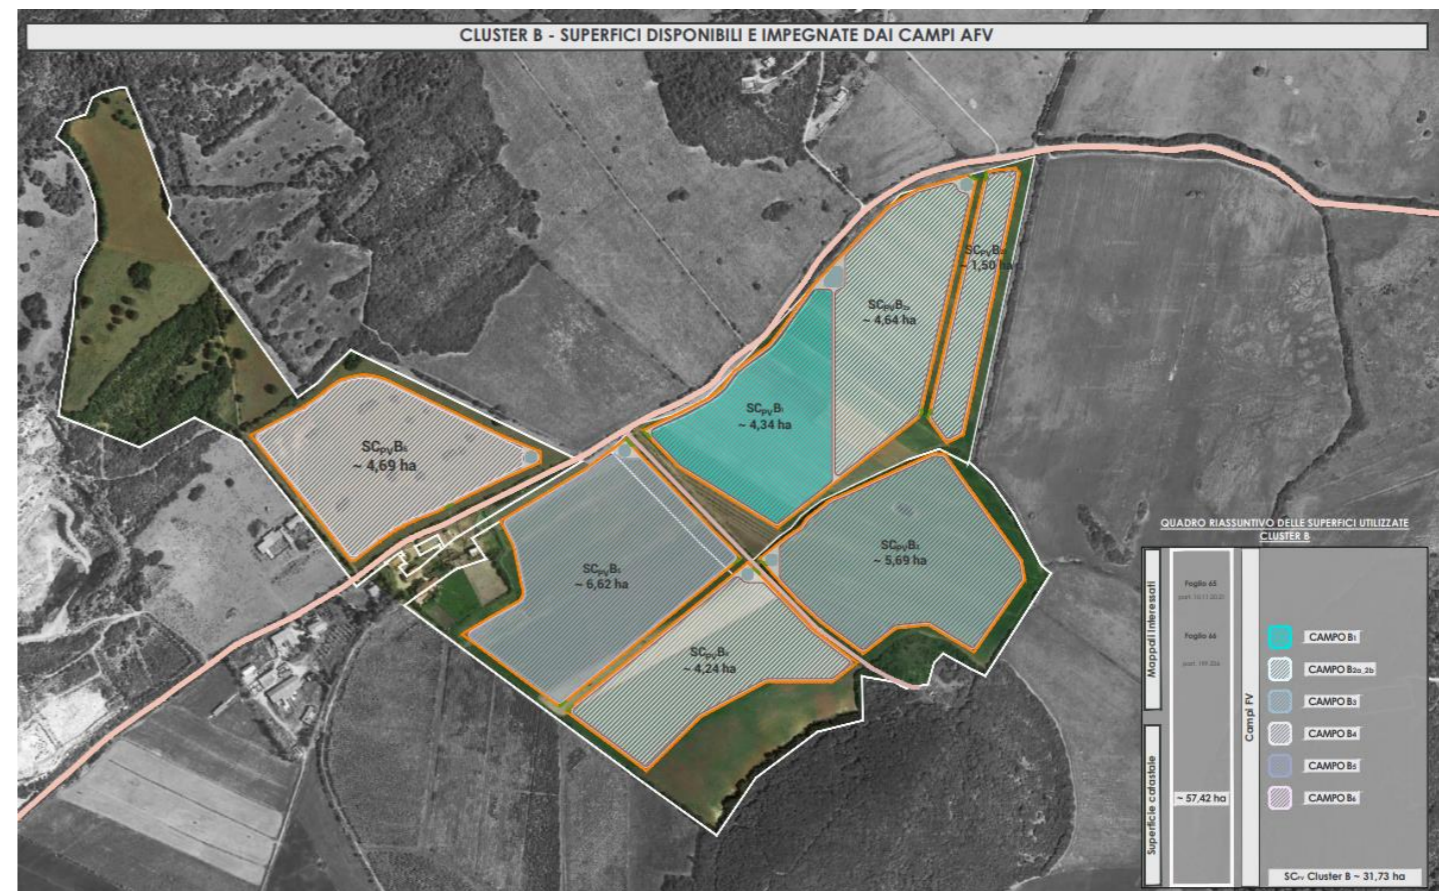 CLUSTER B - SUPERFICI DISPONIBILI E IMPEGNATE DAI CAMPI AFV
SCPVB
~ 1,50 ha
SCPVB2a
~ 4,64 ha
SCPVB1
~ 4,34 ha
SCPVB6
~ 4,69 ha
SCPVB3
~ 5,69 ha
SCPVB5
~ 6,62 ha
SCPVB4
~ 4,24 ha
QUADRO RIASSUNTIVO DELLE SUPERFICI UTILIZZATE
CLUSTER B
Mappali Interessati
Foglio 65
Foglio 66
Superficie catastale
~ 57,42 ha
Campi FV
CAMPO B1
CAMPO B2a_2b
CAMPO B3
CAMPO B4
CAMPO B5
CAMPO B6
SCPV Cluster B ~ 31,73 ha